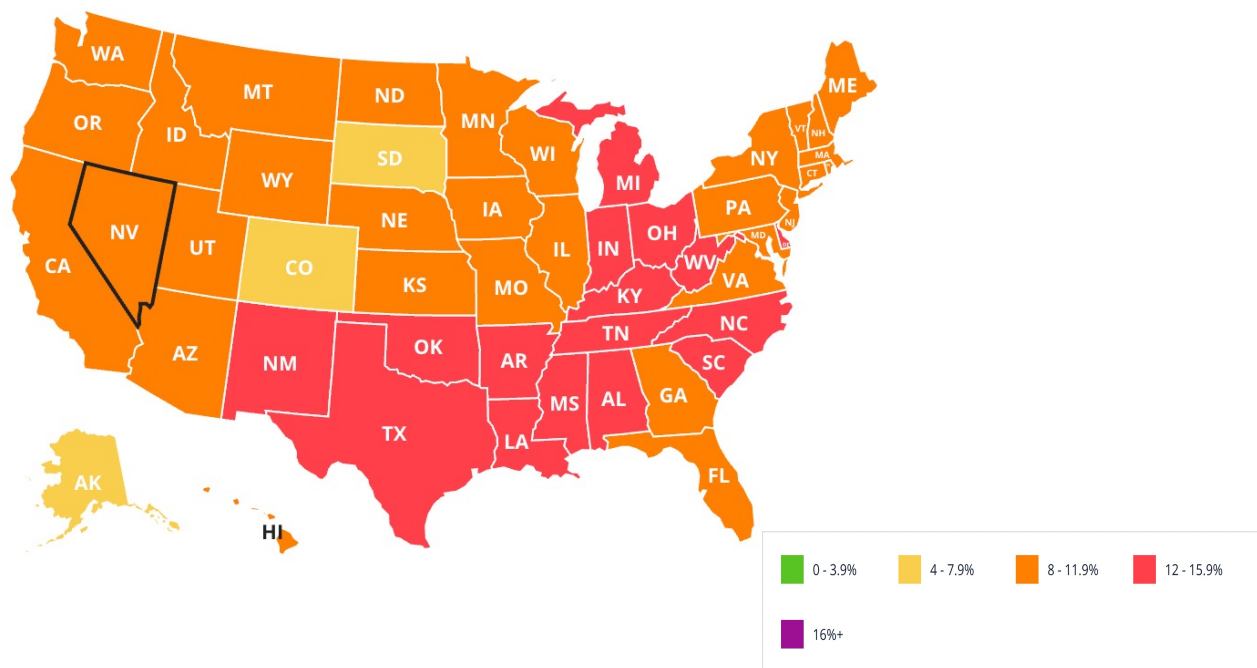 WA
MT
ND
MN
ME
OR
ID
SD
WI
VT
NH
NY
MA
WY
CT
MI
PA
NE
IA
NJ
NV
UT
OH
MD
IL
IN
CA
CO
WV
VA
KS
MO
KY
NC
TN
AZ
NM
OK
AR
SC
MS
AL
GA
TX
LA
AK
FL
HI
0 - 3.9%
4 - 7.9%
8 - 11.9%
12 - 15.9%
16%+